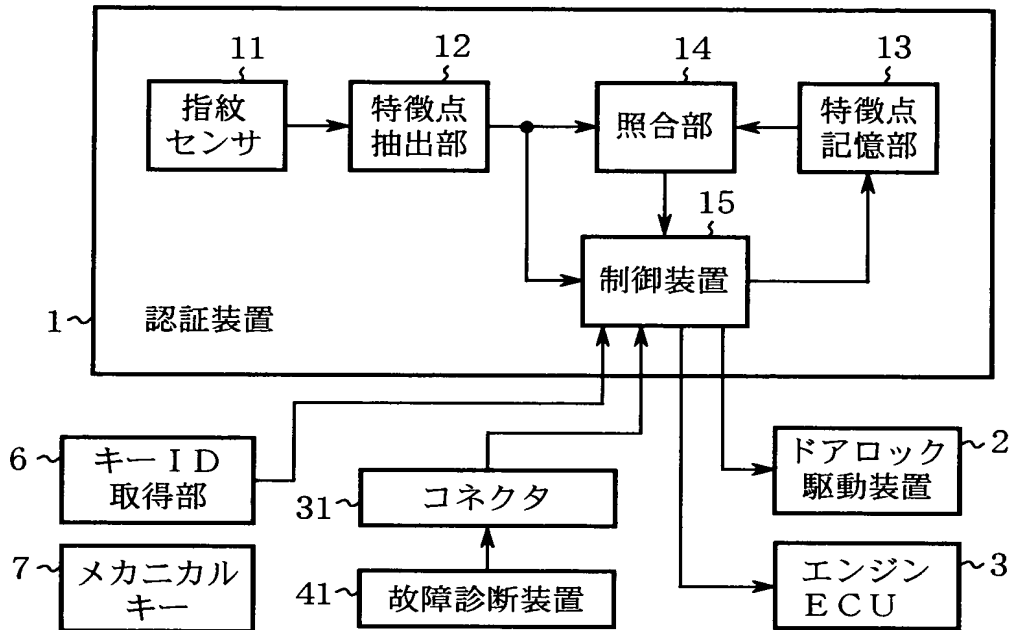 11
指紋
センサ
12
特徴点
抽出部
14
照合部
13
特徴点
記憶部
15
制御装置
1
認証装置
6
キーＩＤ
取得部
31
コネクタ
2
ドアロック
駆動装置
7
メカニカル
キー
41
故障診断装置
3
エンジン
ＥＣＵ